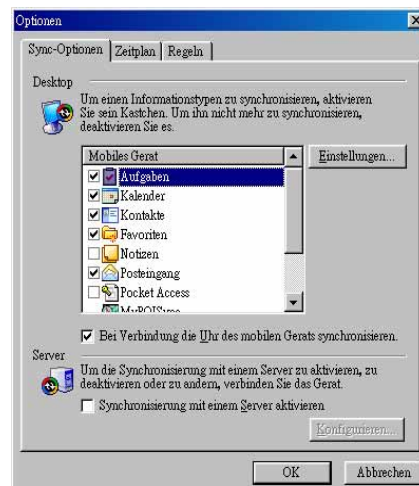 Optionen
Sync-Optionen Zeitplan Regeln
Desktop
Um einen Informationstypen zu synchronisieren, aktivieren
Sie sein Kastchen. Um ihn nicht mehr zu synchronisieren,
deaktivieren Sie es.
Mobiles Gerat
Einstellungen...
Aufgaben
Kalender
Kontakte
Favoriten
Notizen
Posteingang
Pocket Access
MyPOISync
Bei Verbindung die Uhr des mobilen Gerats synchronisieren.
Server
Um die Synchronisierung mit einem Server zu aktivieren, zu
deaktivieren oder zu andern, verbinden Sie das Gerat.
Synchronisierung mit einem Server aktivieren
Konfigurieren...
OK Abbrechen